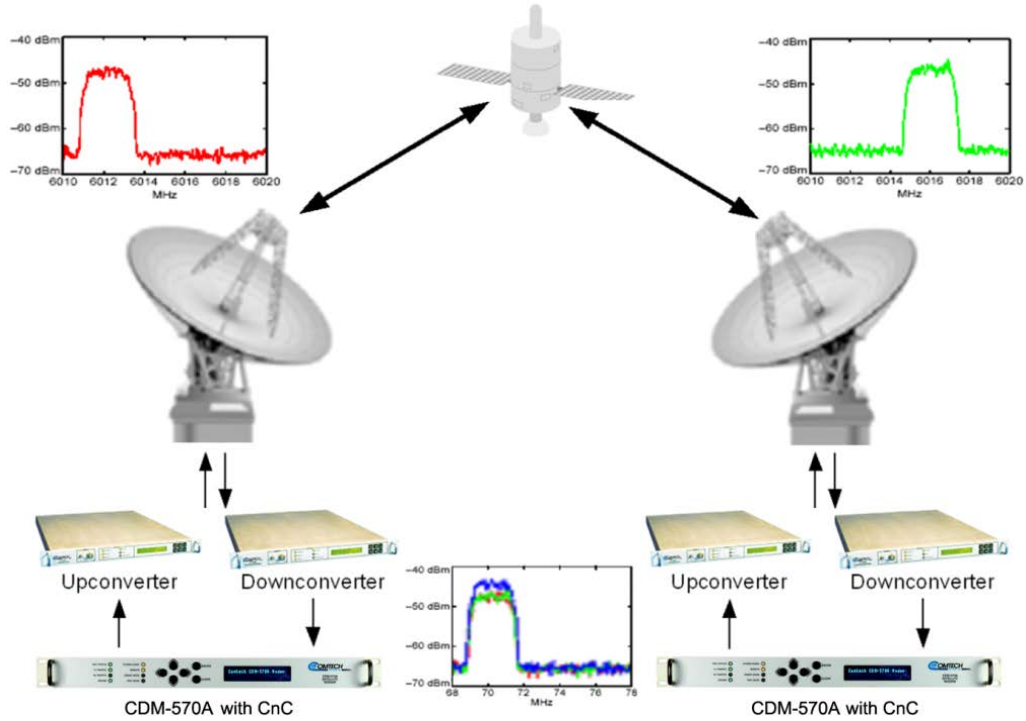 −40 dBm
−50 dBm
−60 dBm
−70 dBm
6010 6012 6014 6016 6018 6020
MHz
−40 dBm
−50 dBm
−60 dBm
−70 dBm
6010 6012 6014 6016 6018 6020
MHz
Upconverter
Downconverter
−40 dBm
−50 dBm
−60 dBm
−70 dBm
68 70 72 74 76 78
MHz
Upconverter
Downconverter
COMTECH
COMTECH
CDM-570A with CnC
CDM-570A with CnC